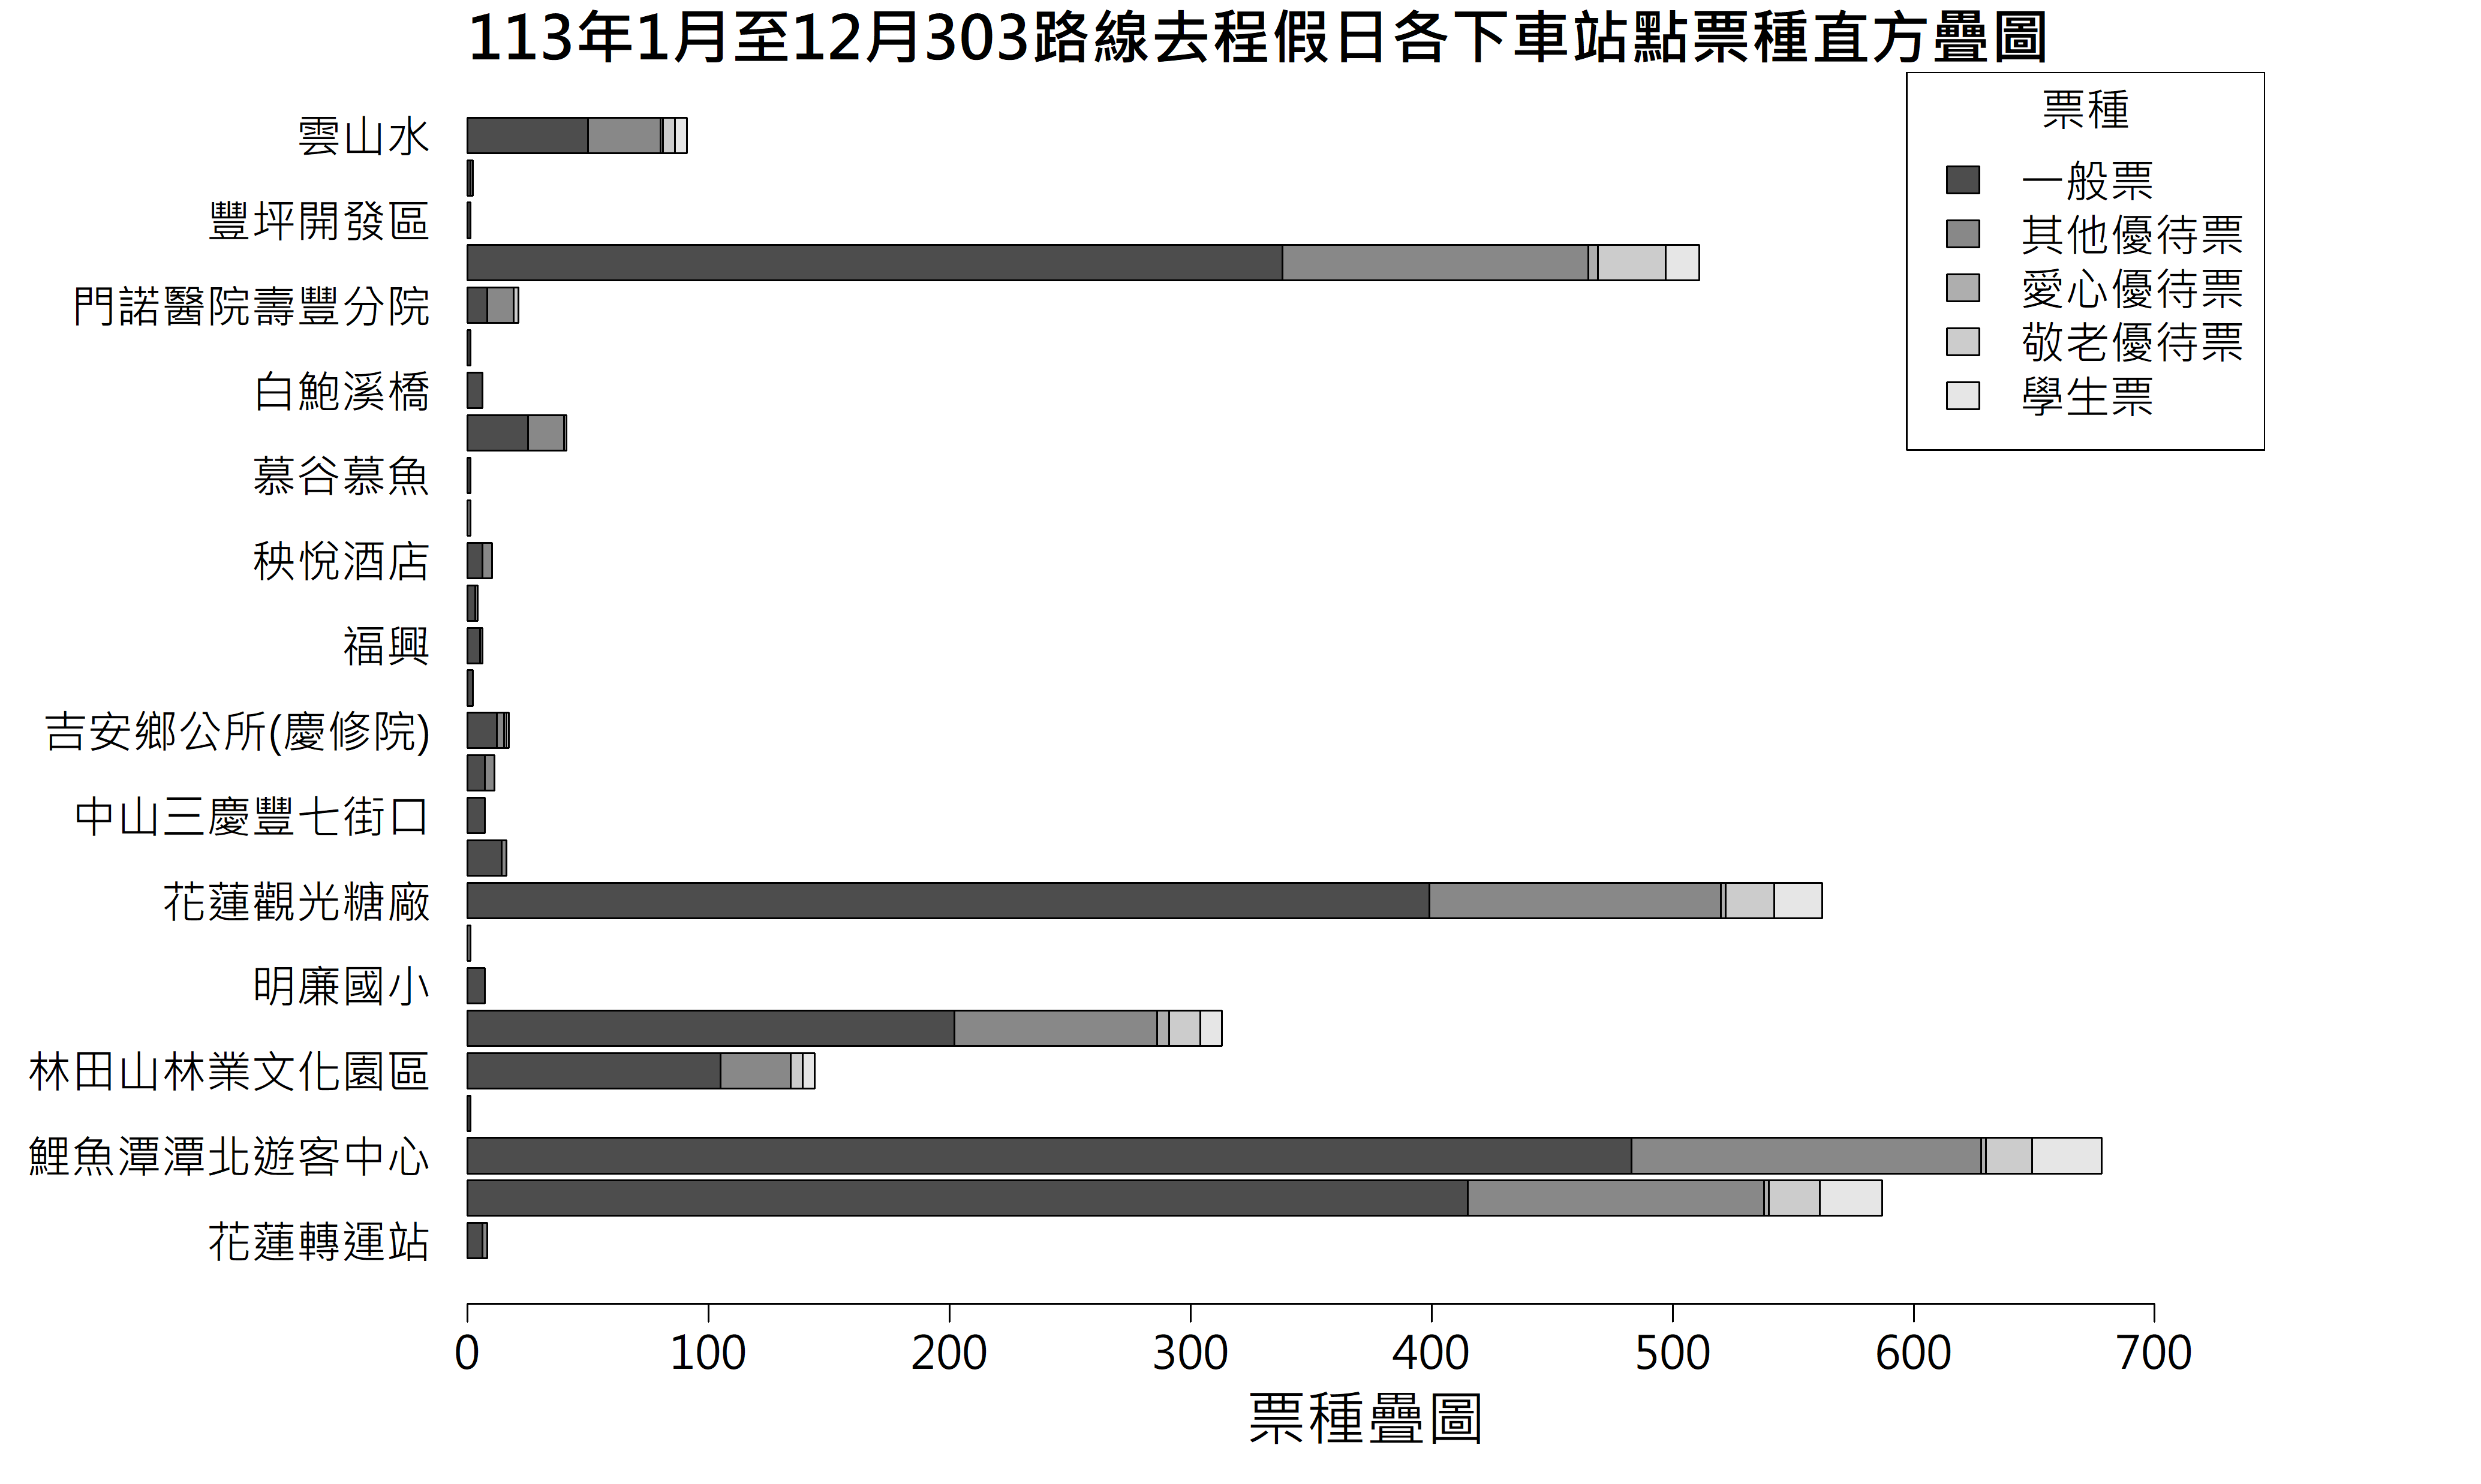 113年1月至12月303路線去程假日各下車站點票種直方疊圖
票種
一般票
其他優待票
愛心優待票
敬老優待票
學生票
雲山水
豐坪開發區
門諾醫院壽豐分院
白鮑溪橋
慕谷慕魚
秧悅酒店
福興
吉安鄉公所(慶修院)
中山三慶豐七街口
花蓮觀光糖廠
明廉國小
林田山林業文化園區
鯉魚潭潭北遊客中心
花蓮轉運站
0 100 200 300 400 500 600 700
票種疊圖